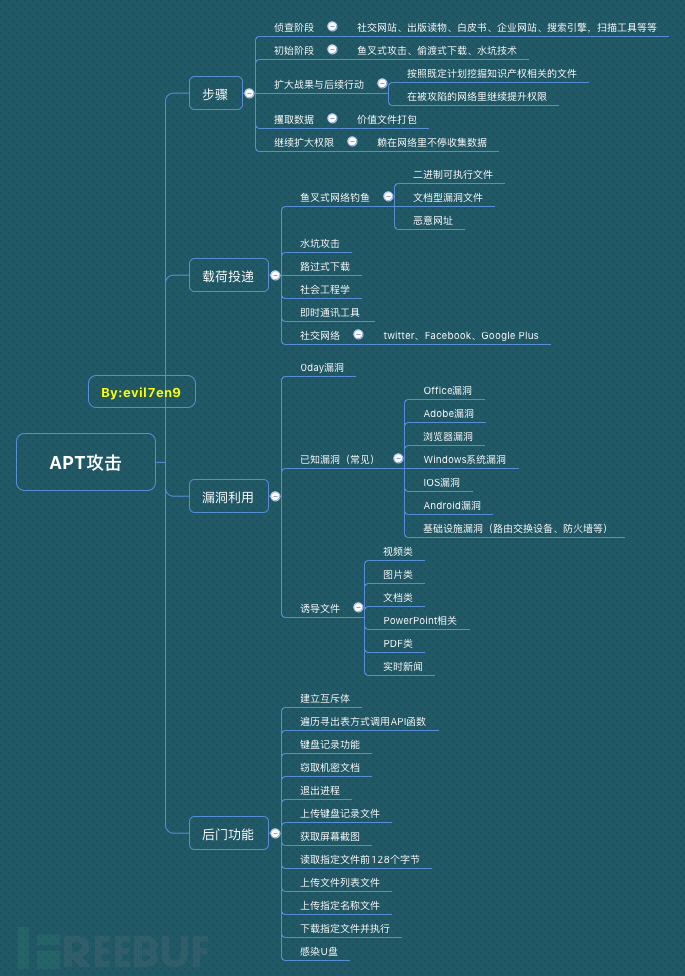 By:evil7en9
APT攻击
步骤
侦查阶段
社交网站、出版读物、白皮书、企业网站、搜索引擎，扫描工具等等
初始阶段
鱼叉式攻击、偷渡式下载、水坑技术
扩大战果与后续行动
按照既定计划挖掘知识产权相关的文件
在被攻陷的网络里继续提升权限
攫取数据
价值文件打包
继续扩大权限
赖在网络里不停收集数据
载荷投递
鱼叉式网络钓鱼
二进制可执行文件
文档型漏洞文件
恶意网址
水坑攻击
路过式下载
社会工程学
即时通讯工具
社交网络
twitter、Facebook、Google Plus
漏洞利用
0day漏洞
已知漏洞（常见）
Office漏洞
Adobe漏洞
浏览器漏洞
Windows系统漏洞
IOS漏洞
Android漏洞
基础设施漏洞（路由交换设备、防火墙等）
诱导文件
视频类
图片类
文档类
PowerPoint相关
PDF类
实时新闻
后门功能
建立互斥体
遍历寻出表方式调用API函数
键盘记录功能
窃取机密文档
退出进程
上传键盘记录文件
获取屏幕截图
读取指定文件前128个字节
上传文件列表文件
上传指定名称文件
下载指定文件并执行
感染U盘
FREEBUF